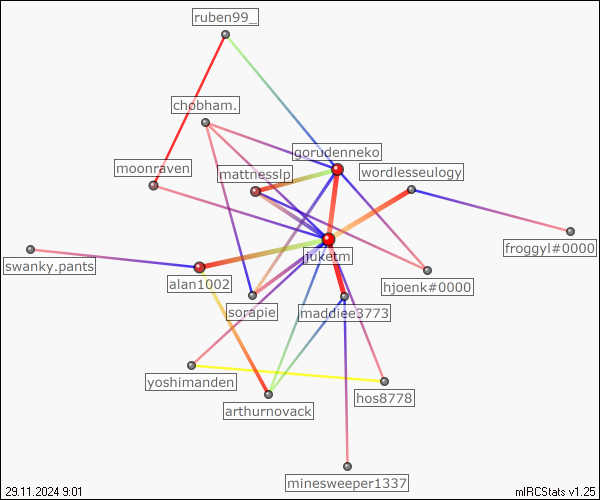 ruben99_
chobham.
gorudenneko
moonraven
mattnesslp
wordlesseulogy
froggyl#0000
juketm
swanky.pants
alan1002
hjoenk#0000
sorapie
maddiee3773
yoshimanden
hos8778
arthurnovack
minesweeper1337
29.11.2024 9:01
mIRCStats v1.25